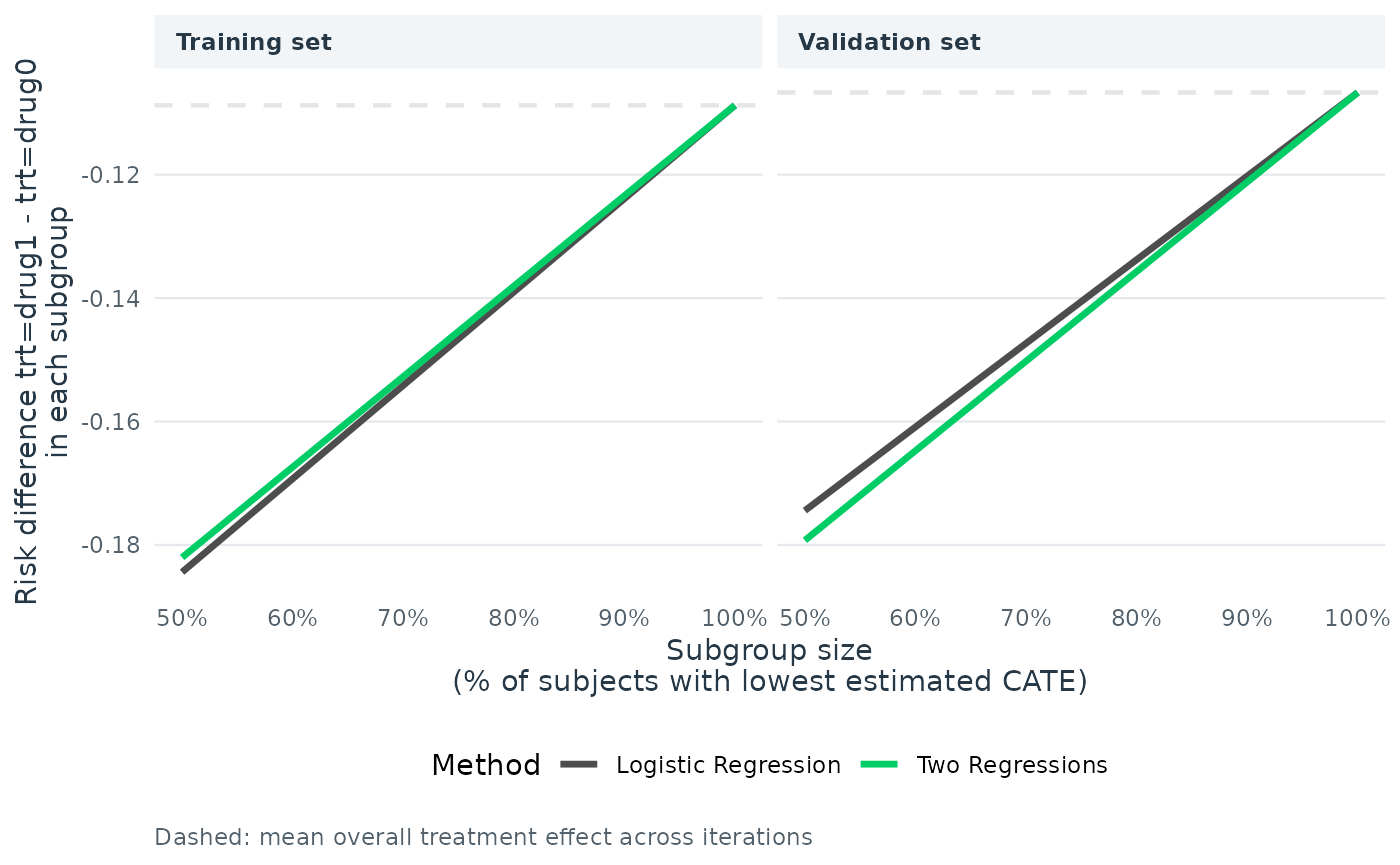 Training set
Validation set
Risk difference trt=drug1 - trt=drug0
in each subgroup
-0.12
-0.14
-0.16
-0.18
50% 60% 70% 80% 90% 100%
50% 60% 70% 80% 90% 100%
Subgroup size
(% of subjects with lowest estimated CATE)
Method Logistic Regression Two Regressions
Dashed: mean overall treatment effect across iterations